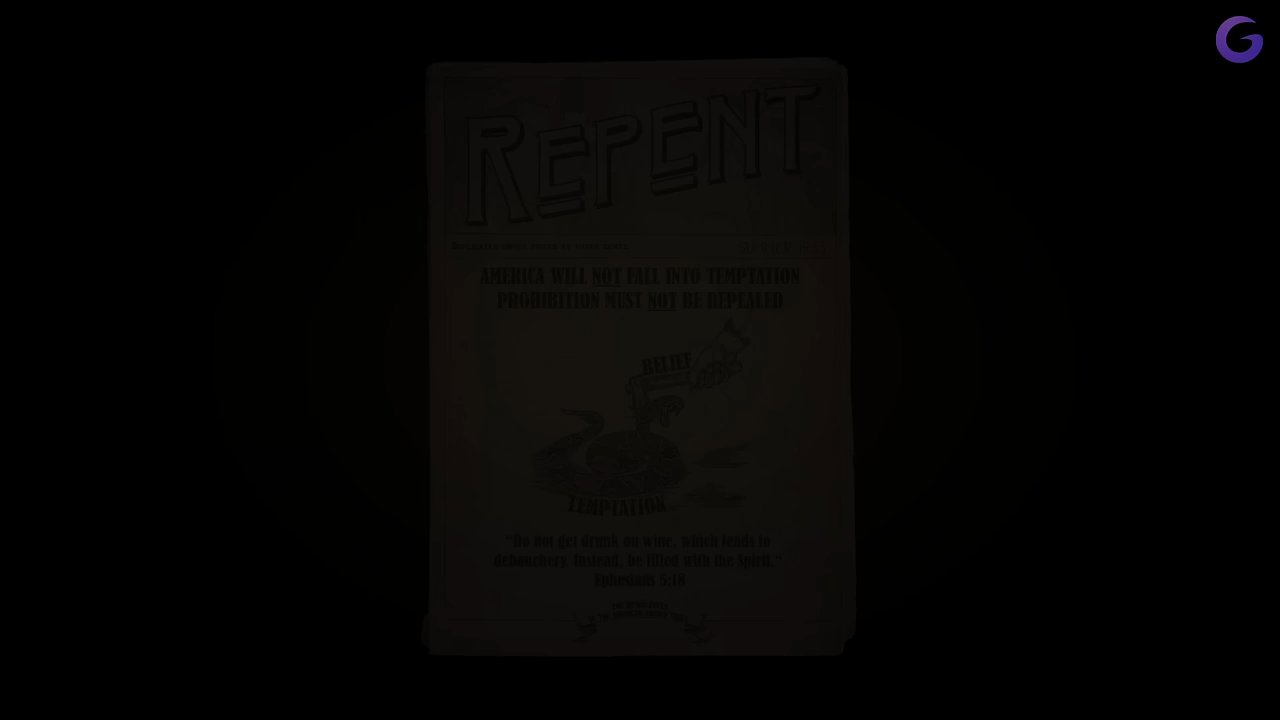 REPENT
AMERICA WILL NOT FALL INTO TEMPTATION
PROHIBITION MUST NOT BE REPEALED
BELIEF
TEMPTATION
"Do not get drunk on wine, which leads to
debauchery. Instead, be filled with the Spirit."
Ephesians 5:18